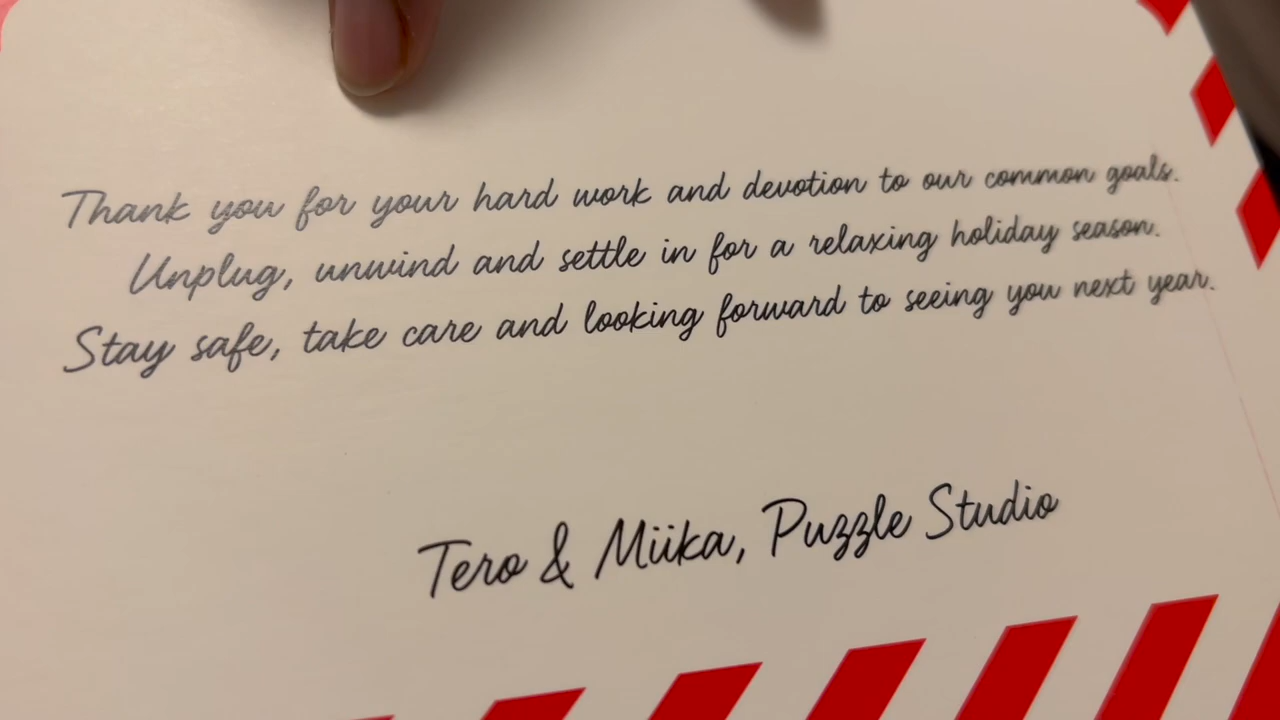 Thank you for your hard work and devotion to our common goals.
Unplug, unwind and settle in for a relaxing holiday season.
Stay safe, take care and looking forward to seeing you next year.
Tero & Miika, Puzzle Studio